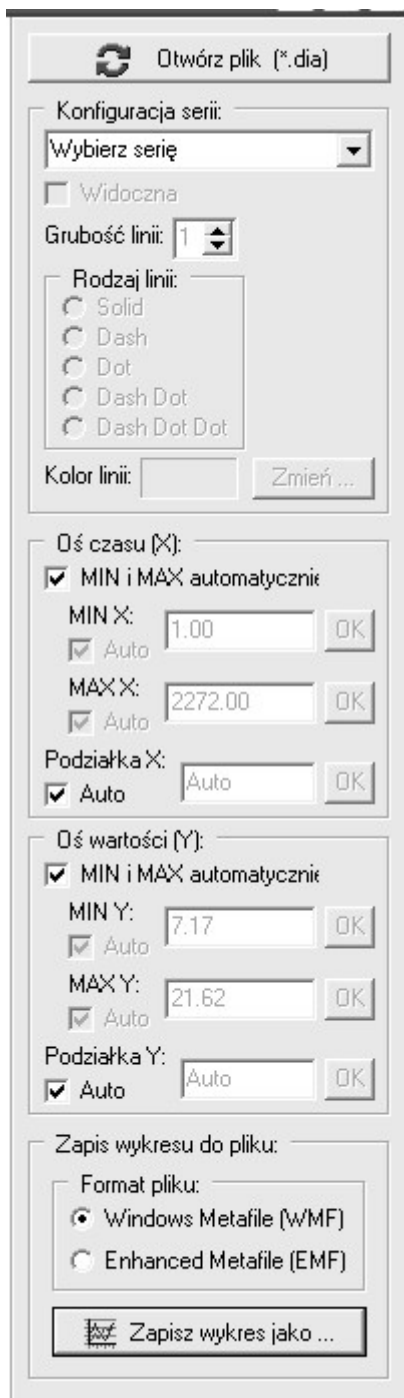 Otwórz plik (*.dia)
Konfiguracja serii:
Wybierz serię
Widoczna
Grubość linii: 1
Rodzaj linii:
Solid
Dash
Dot
Dash Dot
Dash Dot Dot
Kolor linii: Zmień ...
Oś czasu (X):
MIN i MAX automatycznie
MIN X:
1.00 OK
Auto
MAX X:
2272.00 OK
Auto
Podziałka X:
Auto Auto OK
Oś wartości (Y):
MIN i MAX automatycznie
MIN Y:
7.17 OK
Auto
MAX Y:
21.62 OK
Auto
Podziałka Y:
Auto Auto OK
Zapis wykresu do pliku:
Format pliku:
Windows Metafile (WMF)
Enhanced Metafile (EMF)
Zapisz wykres jako ...